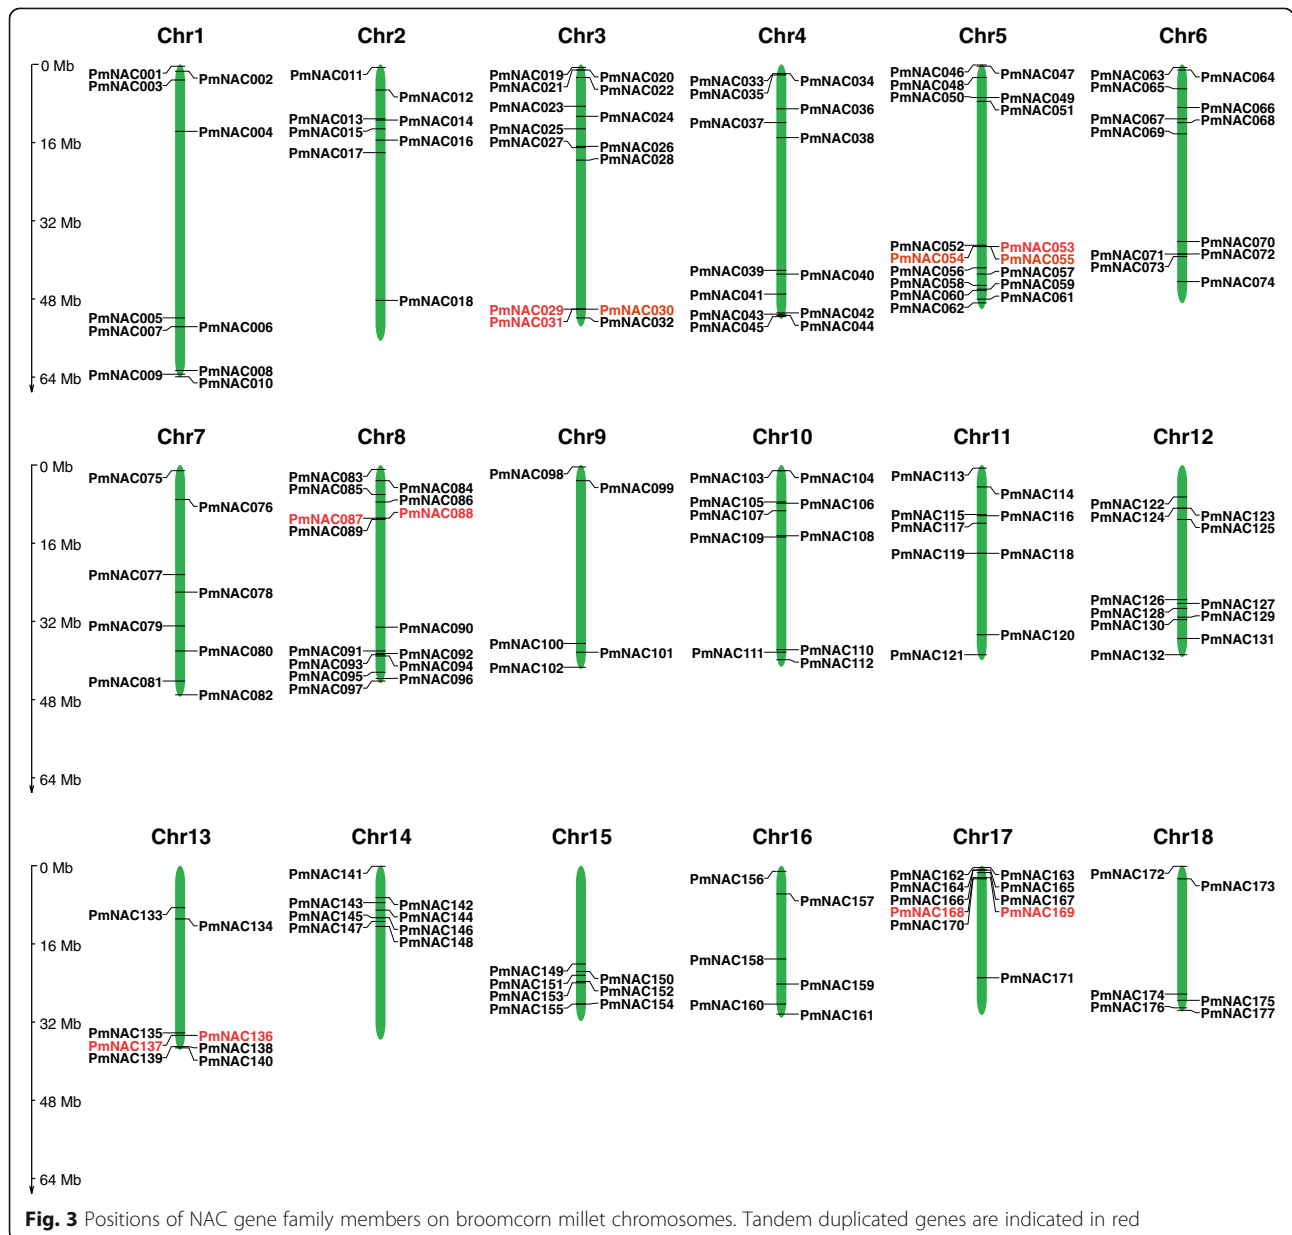 Chr1 Chr2 Chr3 Chr4 Chr5 Chr6
0 Mb
16 Mb
32 Mb
48 Mb
64 Mb
PmNAC001
PmNAC002
PmNAC003
PmNAC004
PmNAC005
PmNAC006
PmNAC007
PmNAC008
PmNAC009
PmNAC010
PmNAC011
PmNAC012
PmNAC013
PmNAC014
PmNAC015
PmNAC016
PmNAC017
PmNAC018
PmNAC019
PmNAC020
PmNAC021
PmNAC022
PmNAC023
PmNAC024
PmNAC025
PmNAC026
PmNAC027
PmNAC028
PmNAC029
PmNAC030
PmNAC031
PmNAC032
PmNAC033
PmNAC034
PmNAC035
PmNAC036
PmNAC037
PmNAC038
PmNAC039
PmNAC040
PmNAC041
PmNAC042
PmNAC043
PmNAC044
PmNAC045
PmNAC046
PmNAC047
PmNAC048
PmNAC049
PmNAC050
PmNAC051
PmNAC052
PmNAC053
PmNAC054
PmNAC055
PmNAC056
PmNAC057
PmNAC058
PmNAC059
PmNAC060
PmNAC061
PmNAC062
PmNAC063
PmNAC064
PmNAC065
PmNAC066
PmNAC067
PmNAC068
PmNAC069
PmNAC070
PmNAC071
PmNAC072
PmNAC073
PmNAC074
Chr7 Chr8 Chr9 Chr10 Chr11 Chr12
0 Mb
16 Mb
32 Mb
48 Mb
64 Mb
PmNAC075
PmNAC076
PmNAC077
PmNAC078
PmNAC079
PmNAC080
PmNAC081
PmNAC082
PmNAC083
PmNAC084
PmNAC085
PmNAC086
PmNAC087
PmNAC088
PmNAC089
PmNAC090
PmNAC091
PmNAC092
PmNAC093
PmNAC094
PmNAC095
PmNAC096
PmNAC097
PmNAC098
PmNAC099
PmNAC100
PmNAC101
PmNAC102
PmNAC103
PmNAC104
PmNAC105
PmNAC106
PmNAC107
PmNAC108
PmNAC109
PmNAC110
PmNAC111
PmNAC112
PmNAC113
PmNAC114
PmNAC115
PmNAC116
PmNAC117
PmNAC118
PmNAC119
PmNAC120
PmNAC121
PmNAC122
PmNAC123
PmNAC124
PmNAC125
PmNAC126
PmNAC127
PmNAC128
PmNAC129
PmNAC130
PmNAC131
PmNAC132
Chr13 Chr14 Chr15 Chr16 Chr17 Chr18
0 Mb
16 Mb
32 Mb
48 Mb
64 Mb
PmNAC133
PmNAC134
PmNAC135
PmNAC136
PmNAC137
PmNAC138
PmNAC139
PmNAC140
PmNAC141
PmNAC142
PmNAC143
PmNAC144
PmNAC145
PmNAC146
PmNAC147
PmNAC148
PmNAC149
PmNAC150
PmNAC151
PmNAC152
PmNAC153
PmNAC154
PmNAC155
PmNAC156
PmNAC157
PmNAC158
PmNAC159
PmNAC160
PmNAC161
PmNAC162
PmNAC163
PmNAC164
PmNAC165
PmNAC166
PmNAC167
PmNAC168
PmNAC169
PmNAC170
PmNAC171
PmNAC172
PmNAC173
PmNAC174
PmNAC175
PmNAC176
PmNAC177
Fig. 3 Positions of NAC gene family members on broomcorn millet chromosomes. Tandem duplicated genes are indicated in red